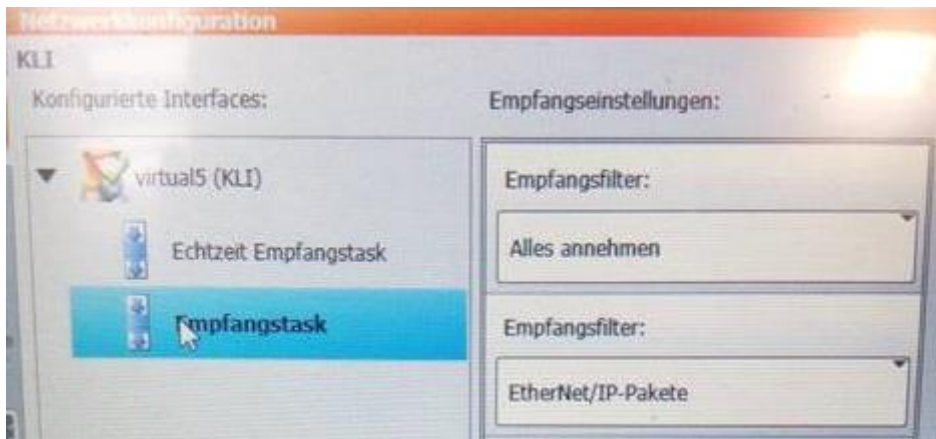 Netzwerkkonfiguration
KLI
Konfigurierte Interfaces:
Empfangseinstellungen:
virtual5 (KLI)
Echtzeit Empfangstask
Empfangstask
Empfangsfilter:
Alles annehmen
Empfangsfilter:
EtherNet/IP-Pakete